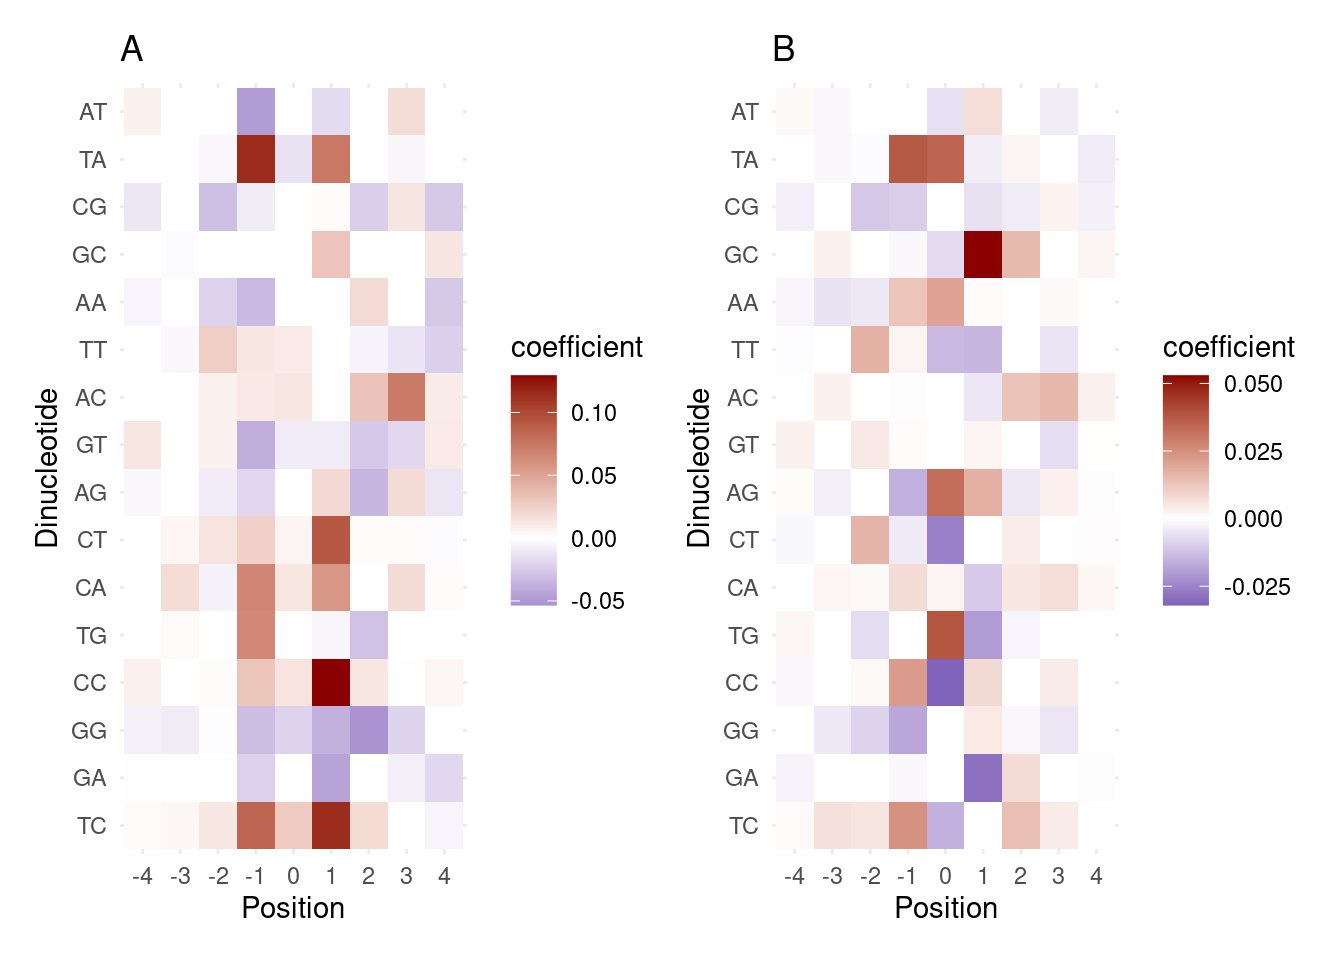 A
AT
TA
CG
GC
AA
TT
AC
GT
AG
CT
CA
TG
CC
GG
GA
TC
Dinucleotide
-4 -3 -2 -1 0 1 2 3 4
Position
coefficient
0.10
0.05
0.00
-0.05
B
AT
TA
CG
GC
AA
TT
AC
GT
AG
CT
CA
TG
CC
GG
GA
TC
Dinucleotide
-4 -3 -2 -1 0 1 2 3 4
Position
coefficient
0.050
0.025
0.000
-0.025